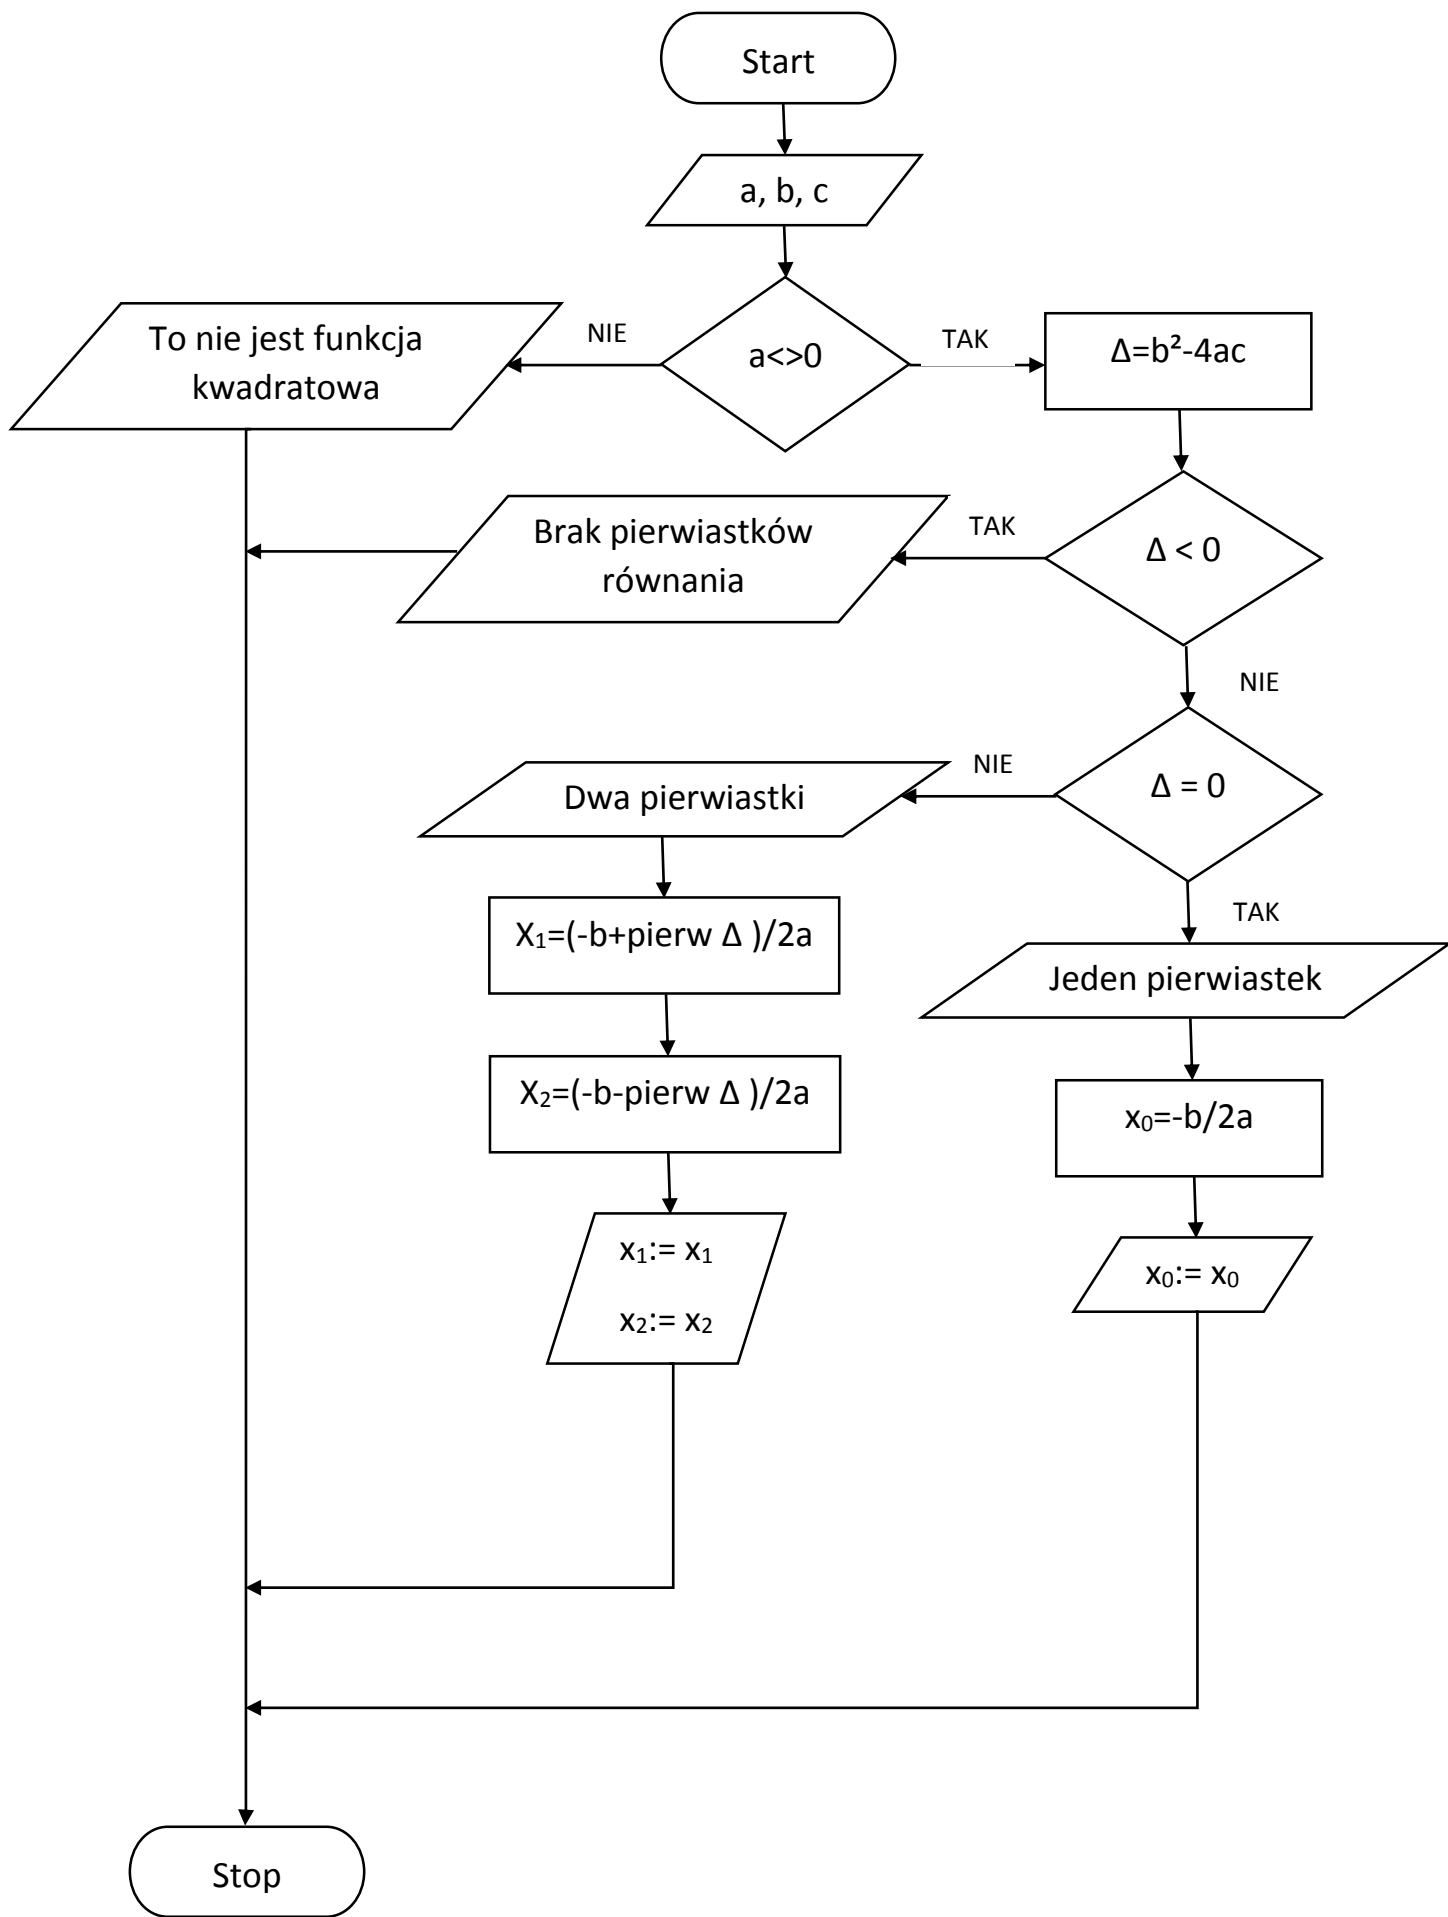 Start
a, b, c
To nie jest funkcja
kwadratowa
NIE
a<>0
TAK
Δ=b²-4ac
Brak pierwiastków
równania
TAK
Δ < 0
NIE
Dwa pierwiastki
NIE
Δ = 0
TAK
X₁=(-b+pierw Δ )/2a
Jeden pierwiastek
X₂=(-b-pierw Δ )/2a
x₀=-b/2a
x₁:= x₁
x₂:= x₂
x₀:= x₀
Stop